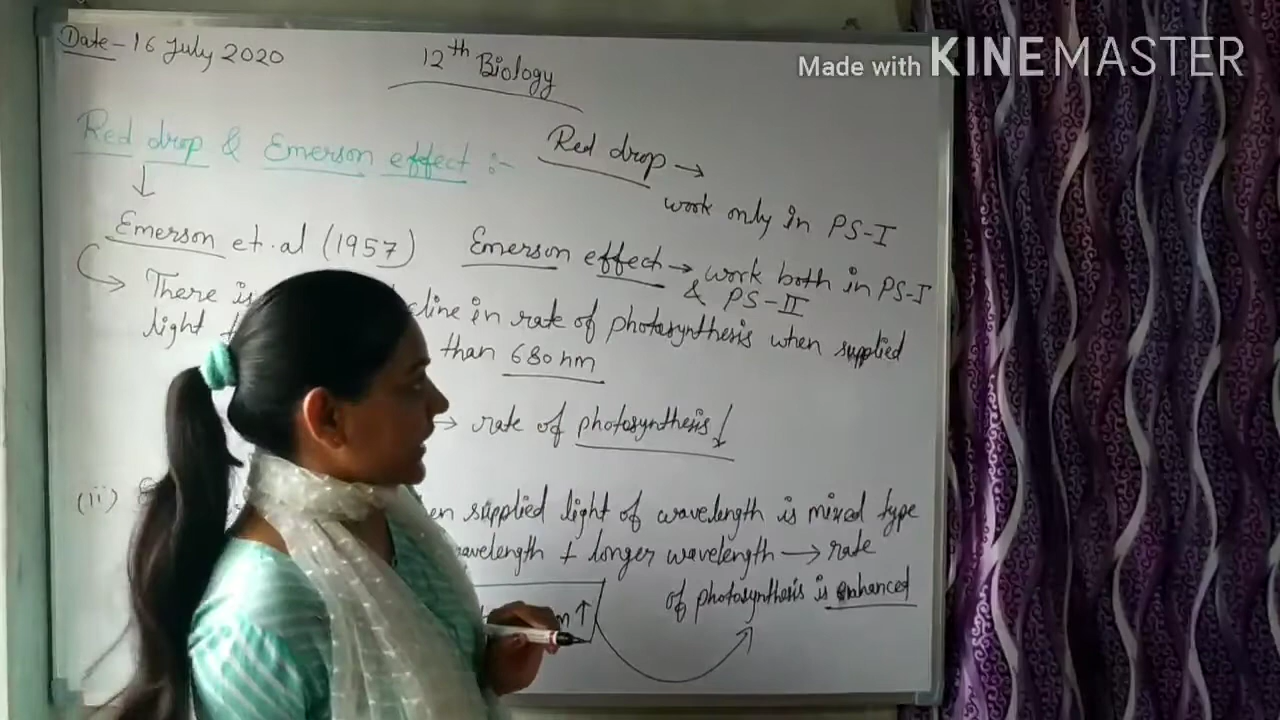 Date - 16 July 2020
12th Biology
Made with KINEMASTER
Red drop & Emerson effect :-
Red drop →
work only in PS-I
Emerson et. al (1957)
Emerson effect → work both in PS-I
& PS-II
There is cline in rate of photosynthesis when supplied
light than 680 nm
→ rate of photosynthesis ↓
(ii) en supplied light of wavelength is mixed type
wavelength + longer wavelength → rate
of photosynthesis is enhanced
m ↑